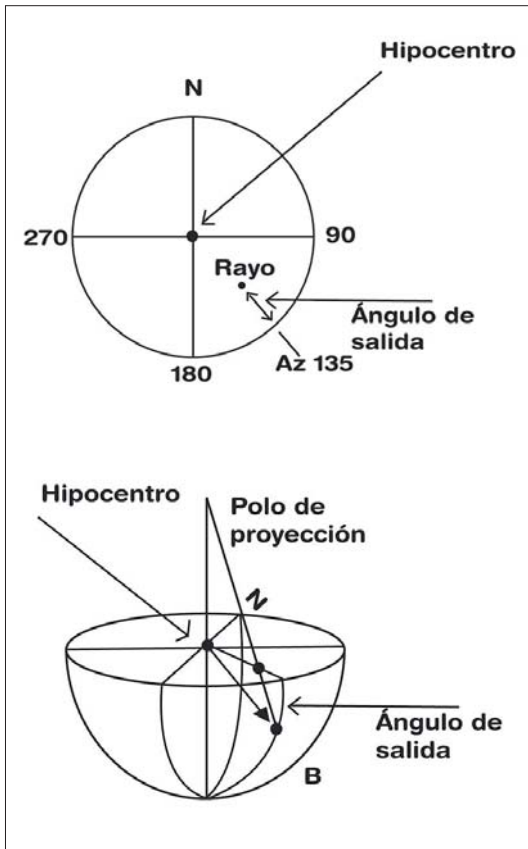 Hipocentro
N
270
90
Rayo
Ángulo de
salida
Az 135
180
Hipocentro
Polo de
proyección
N
Ángulo de
salida
B